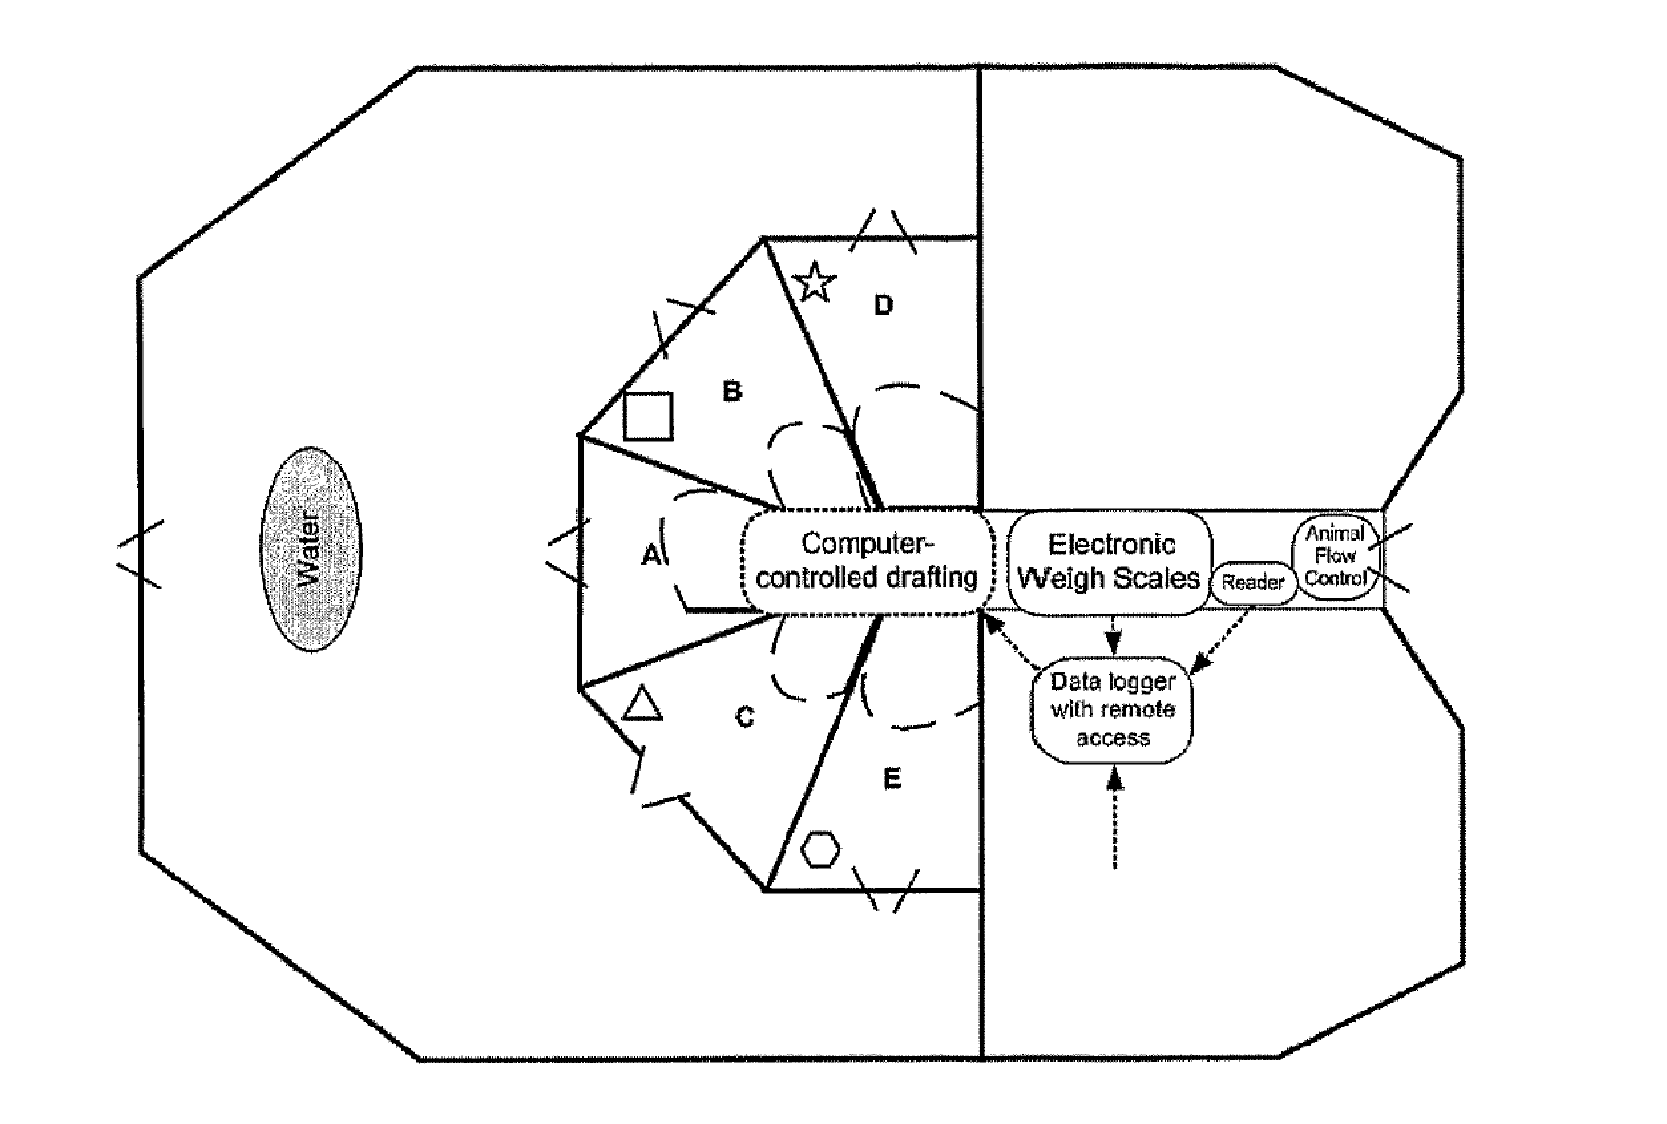 D
B
A
Water
Computer-
controlled drafting
Electronic
Weigh Scales
Reader
Animal
Flow
Control
Data logger
with remote
access
C
E